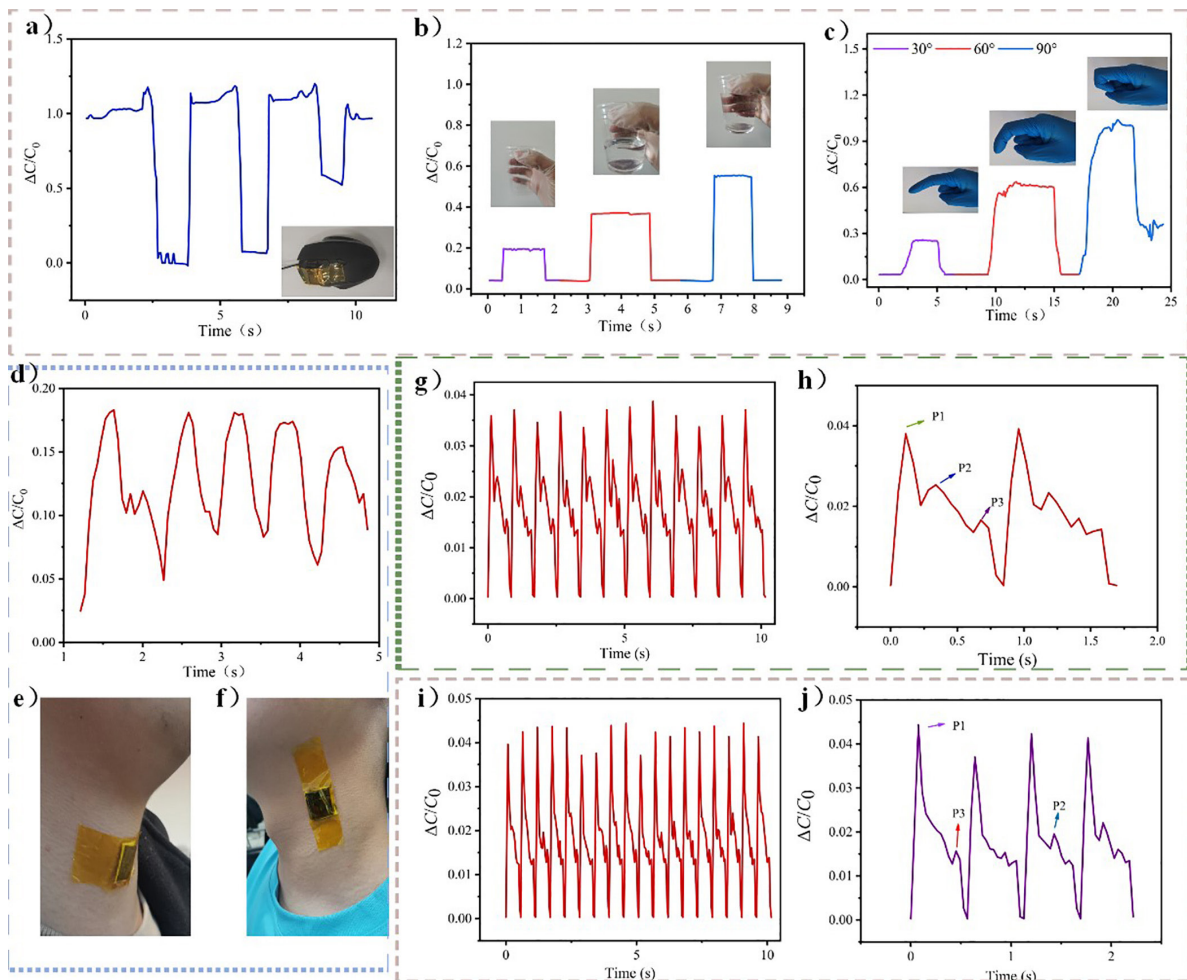 a)
ΔC/C0
1.5
1.0
0.5
0.0
0
5
10
Time（s）
b)
ΔC/C0
1.2
1.0
0.8
0.6
0.4
0.2
0.0
0 1 2 3 4 5 6 7 8 9
Time（s）
c)
ΔC/C0
1.5
1.2
0.9
0.6
0.3
0.0
30° 60° 90°
0 5 10 15 20 25
Time（s）
d)
ΔC/C0
0.20
0.15
0.10
0.05
0.00
1 2 3 4 5
Time（s）
e)
f)
g)
ΔC/C0
0.04
0.03
0.02
0.01
0.00
0 5 10
Time (s)
h)
ΔC/C0
0.04
0.02
0.00
P1
P2
P3
0.0 0.5 1.0 1.5 2.0
Time (s)
i)
ΔC/C0
0.05
0.04
0.03
0.02
0.01
0.00
0 5 10
Time (s)
j)
ΔC/C0
0.05
0.04
0.03
0.02
0.01
0.00
P1
P3
P2
0 1 2
Time (s)